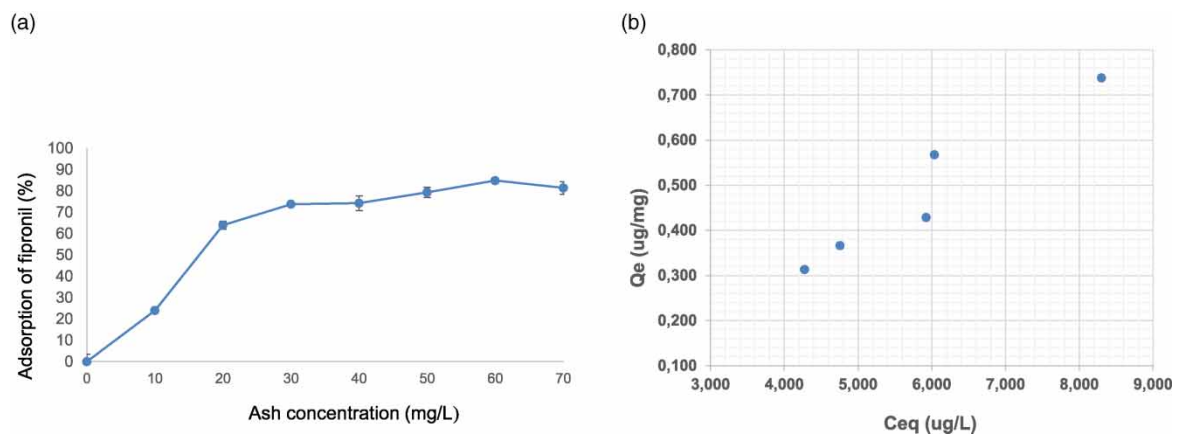 (a)
Adsorption of fipronil (%)
100
90
80
70
60
50
40
30
20
10
0
0 10 20 30 40 50 60 70
Ash concentration (mg/L)
(b)
Qe (ug/mg)
0,800
0,700
0,600
0,500
0,400
0,300
0,200
0,100
3,000 4,000 5,000 6,000 7,000 8,000 9,000
Ceq (ug/L)